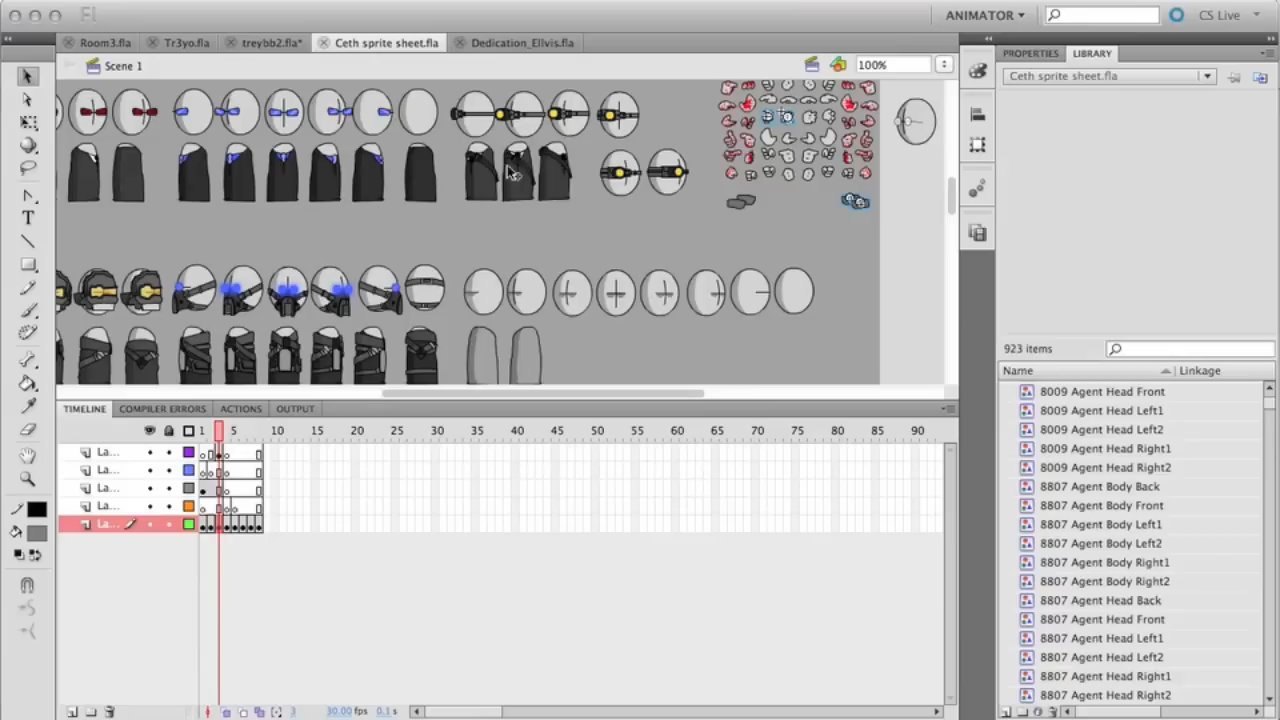 Fl
ANIMATOR
CS Live
Room3.fla
Tr3yo.fla
treybb2.fla*
Ceth sprite sheet.fla
Dedication_Ellvis.fla
Scene 1
100%
PROPERTIES
LIBRARY
Ceth sprite sheet.fla
923 items
Name
Linkage
8009 Agent Head Front
8009 Agent Head Left1
8009 Agent Head Left2
8009 Agent Head Right1
8009 Agent Head Right2
8807 Agent Body Back
8807 Agent Body Front
8807 Agent Body Left1
8807 Agent Body Left2
8807 Agent Body Right1
8807 Agent Body Right2
8807 Agent Head Back
8807 Agent Head Front
8807 Agent Head Left1
8807 Agent Head Left2
8807 Agent Head Right1
8807 Agent Head Right2
TIMELINE
COMPILER ERRORS
ACTIONS
OUTPUT
1 5 10 15 20 25 30 35 40 45 50 55 60 65 70 75 80 85 90
La...
La...
La...
La...
La...
3 30.00 fps 0.1 s
T